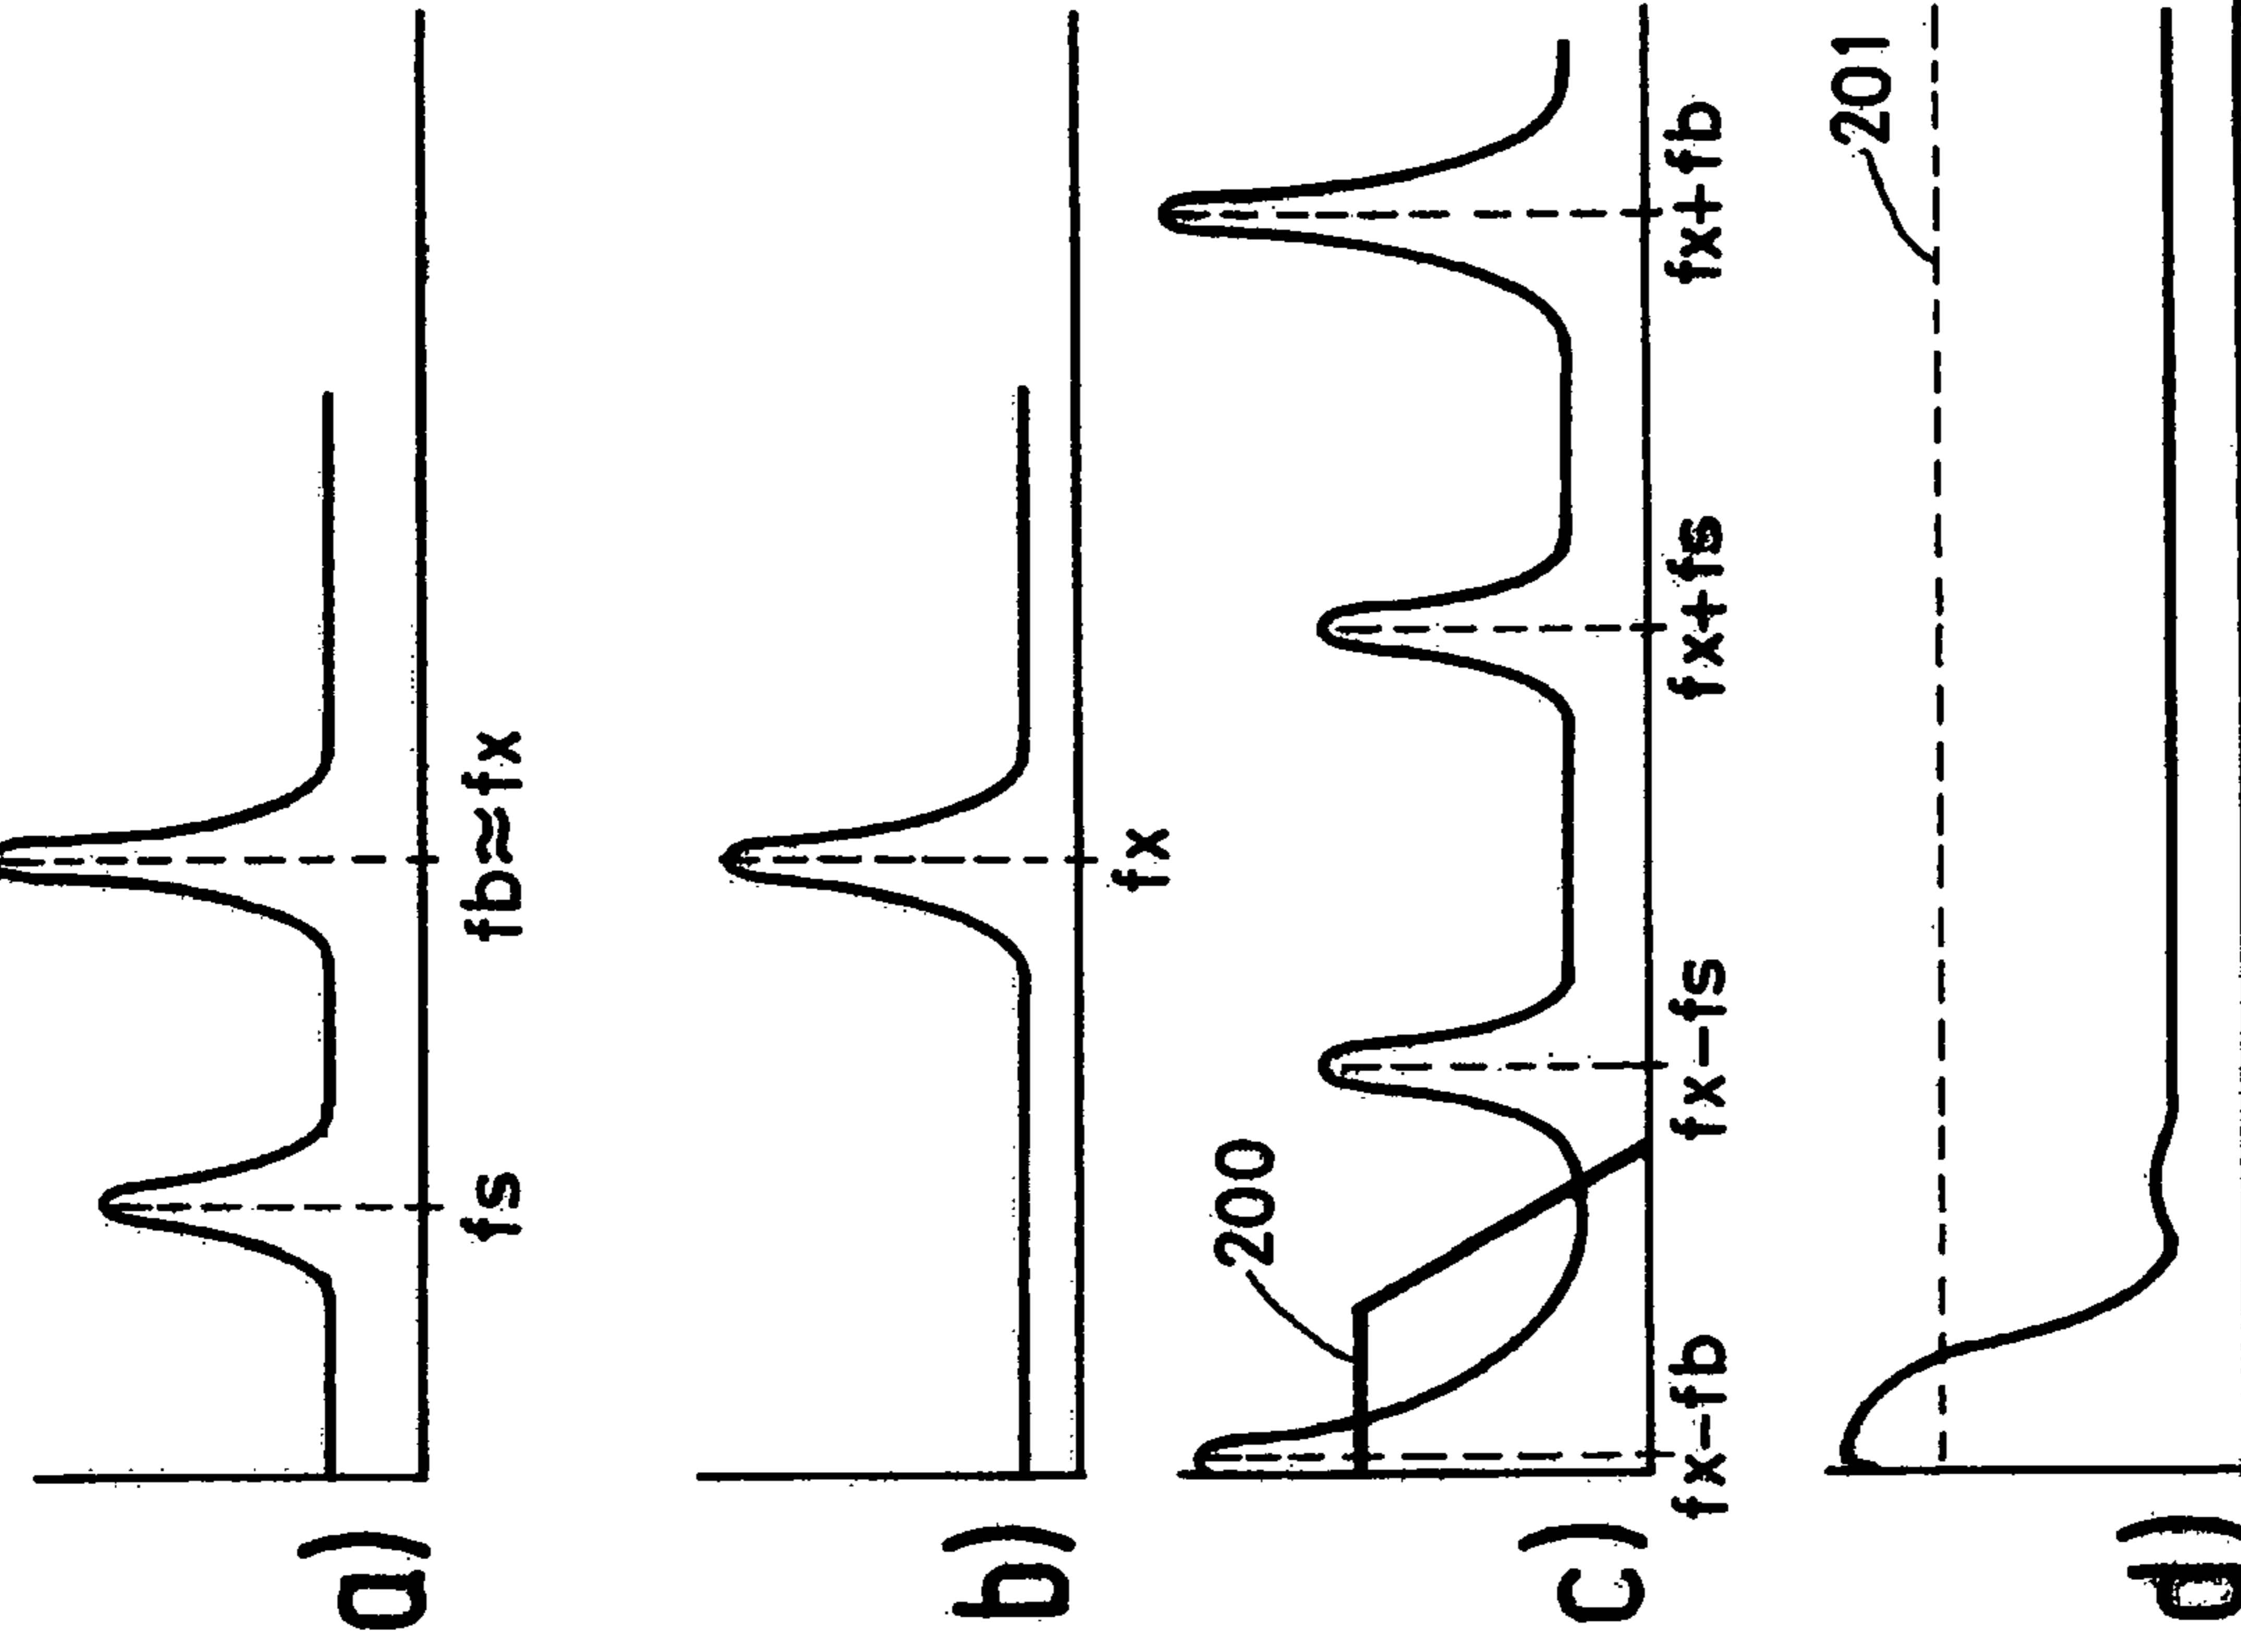 a)
fs
fb≈fx
b)
fx
c)
200
fx-fb
fx-fs
fx+fs
fx+fb
d)
201